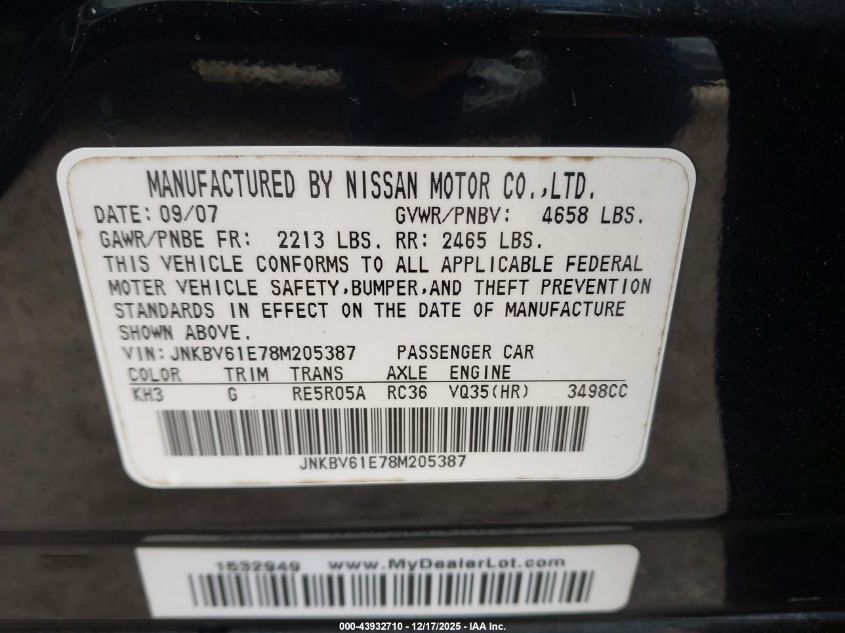 MANUFACTURED BY NISSAN MOTOR CO.,LTD.
DATE: 09/07 GVWR/PNBV: 4658 LBS.
GAWR/PNBE FR: 2213 LBS. RR: 2465 LBS.
THIS VEHICLE CONFORMS TO ALL APPLICABLE FEDERAL
MOTER VEHICLE SAFETY,BUMPER,AND THEFT PREVENTION
STANDARDS IN EFFECT ON THE DATE OF MANUFACTURE
SHOWN ABOVE.
VIN: JNKBV61E78M205387 PASSENGER CAR
COLOR TRIM TRANS AXLE ENGINE
KH3 G RE5R05A RC36 VQ35(HR) 3498CC
JNKBV61E78M205387
1532949 www.MyDealerLot.com
000-43932710 - 12/17/2025 - IAA Inc.